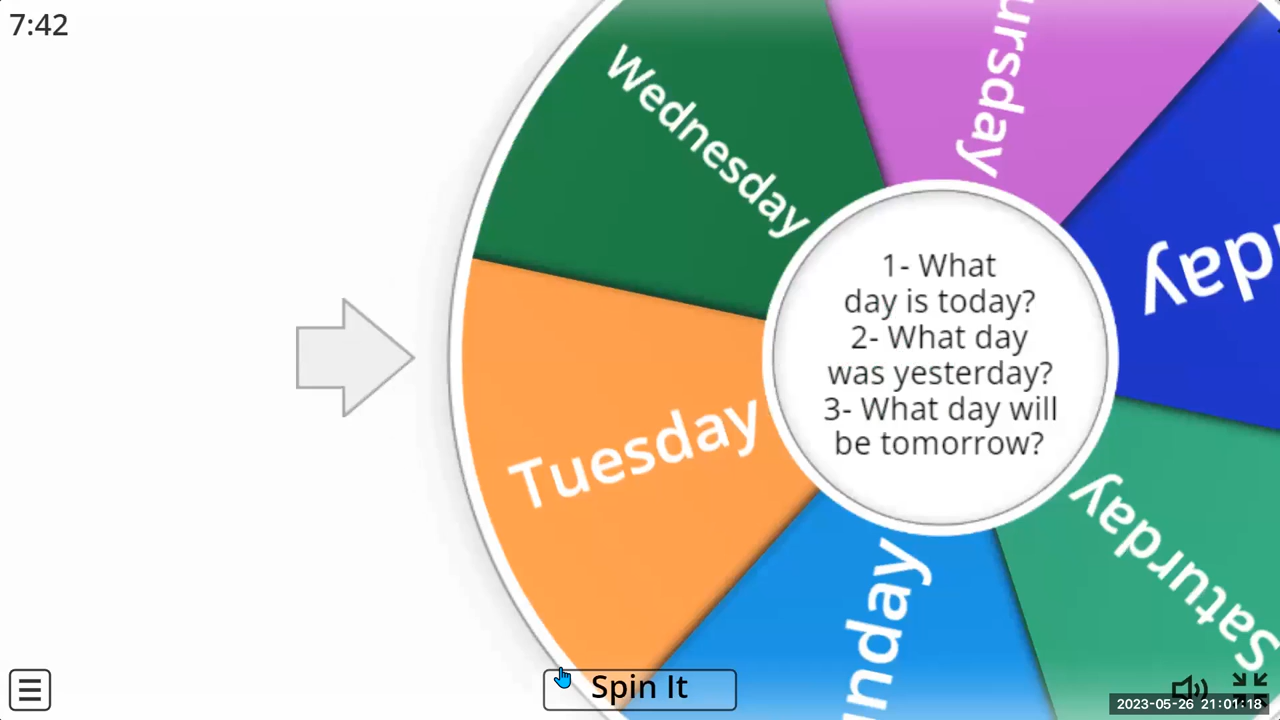 7:42
Wednesday
ursday
day
1- What
day is today?
2- What day
was yesterday?
3- What day will
be tomorrow?
Tuesday
Saturday
unday
Spin It
2023-05-26 21:01:18